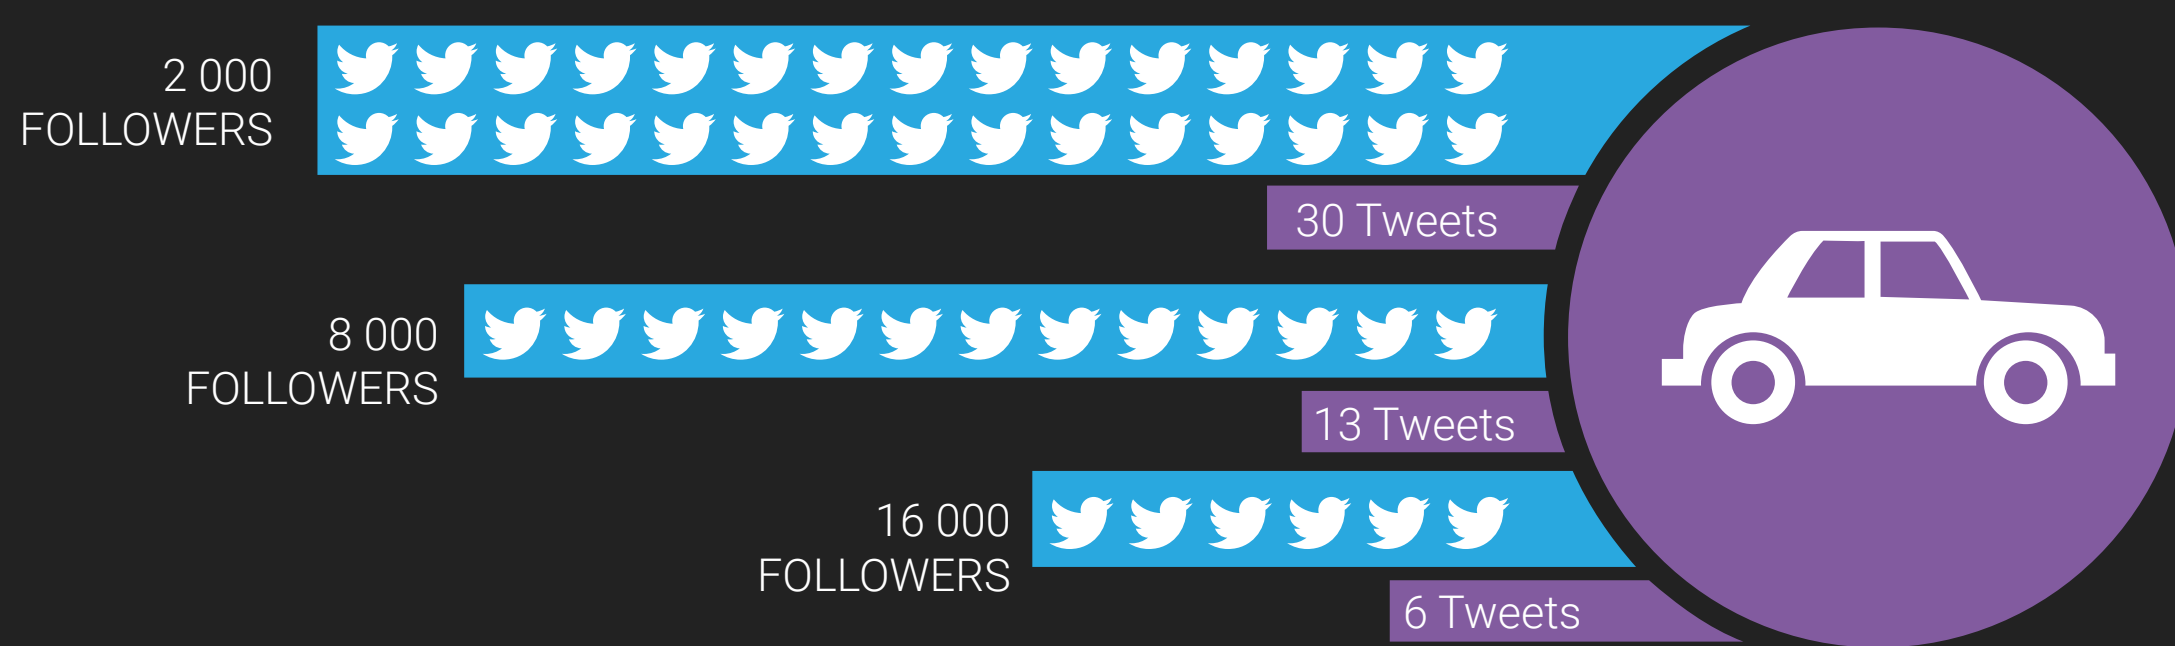 2 000
FOLLOWERS
30 Tweets
8 000
FOLLOWERS
13 Tweets
16 000
FOLLOWERS
6 Tweets